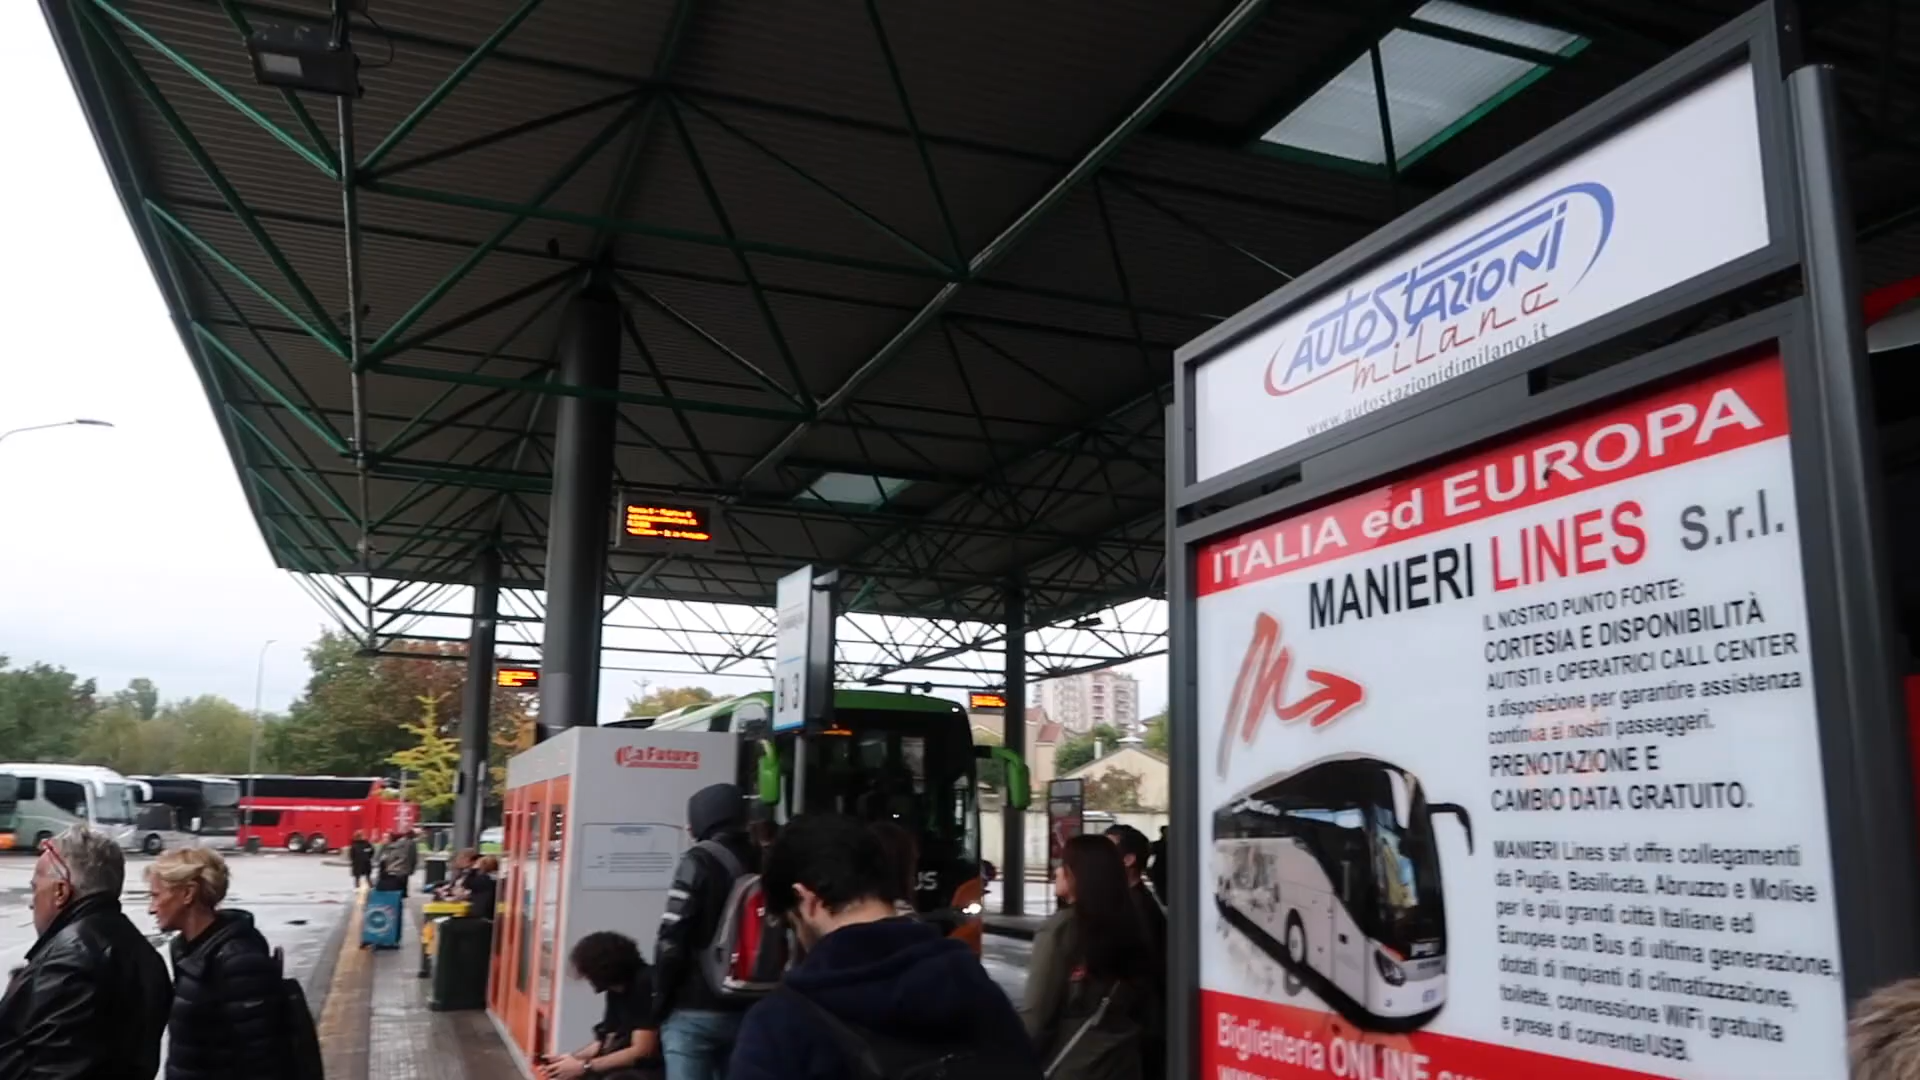 AUTOSTAZIONI
milano
www.autostazionidimilano.it
ITALIA ed EUROPA
MANIERI LINES S.r.l.
IL NOSTRO PUNTO FORTE:
CORTESIA E DISPONIBILITÀ
AUTISTI e OPERATRICI CALL CENTER
a disposizione per garantire assistenza
continua ai nostri passeggeri.
PRENOTAZIONE E
CAMBIO DATA GRATUITO.
MANIERI Lines srl offre collegamenti
da Puglia, Basilicata, Abruzzo e Molise
per le più grandi città Italiane ed
Europee con Bus di ultima generazione,
dotati di impianti di climatizzazione,
toilette, connessione WiFi gratuita
e prese di corrente/USB.
Biglietteria ONLINE
La Futura